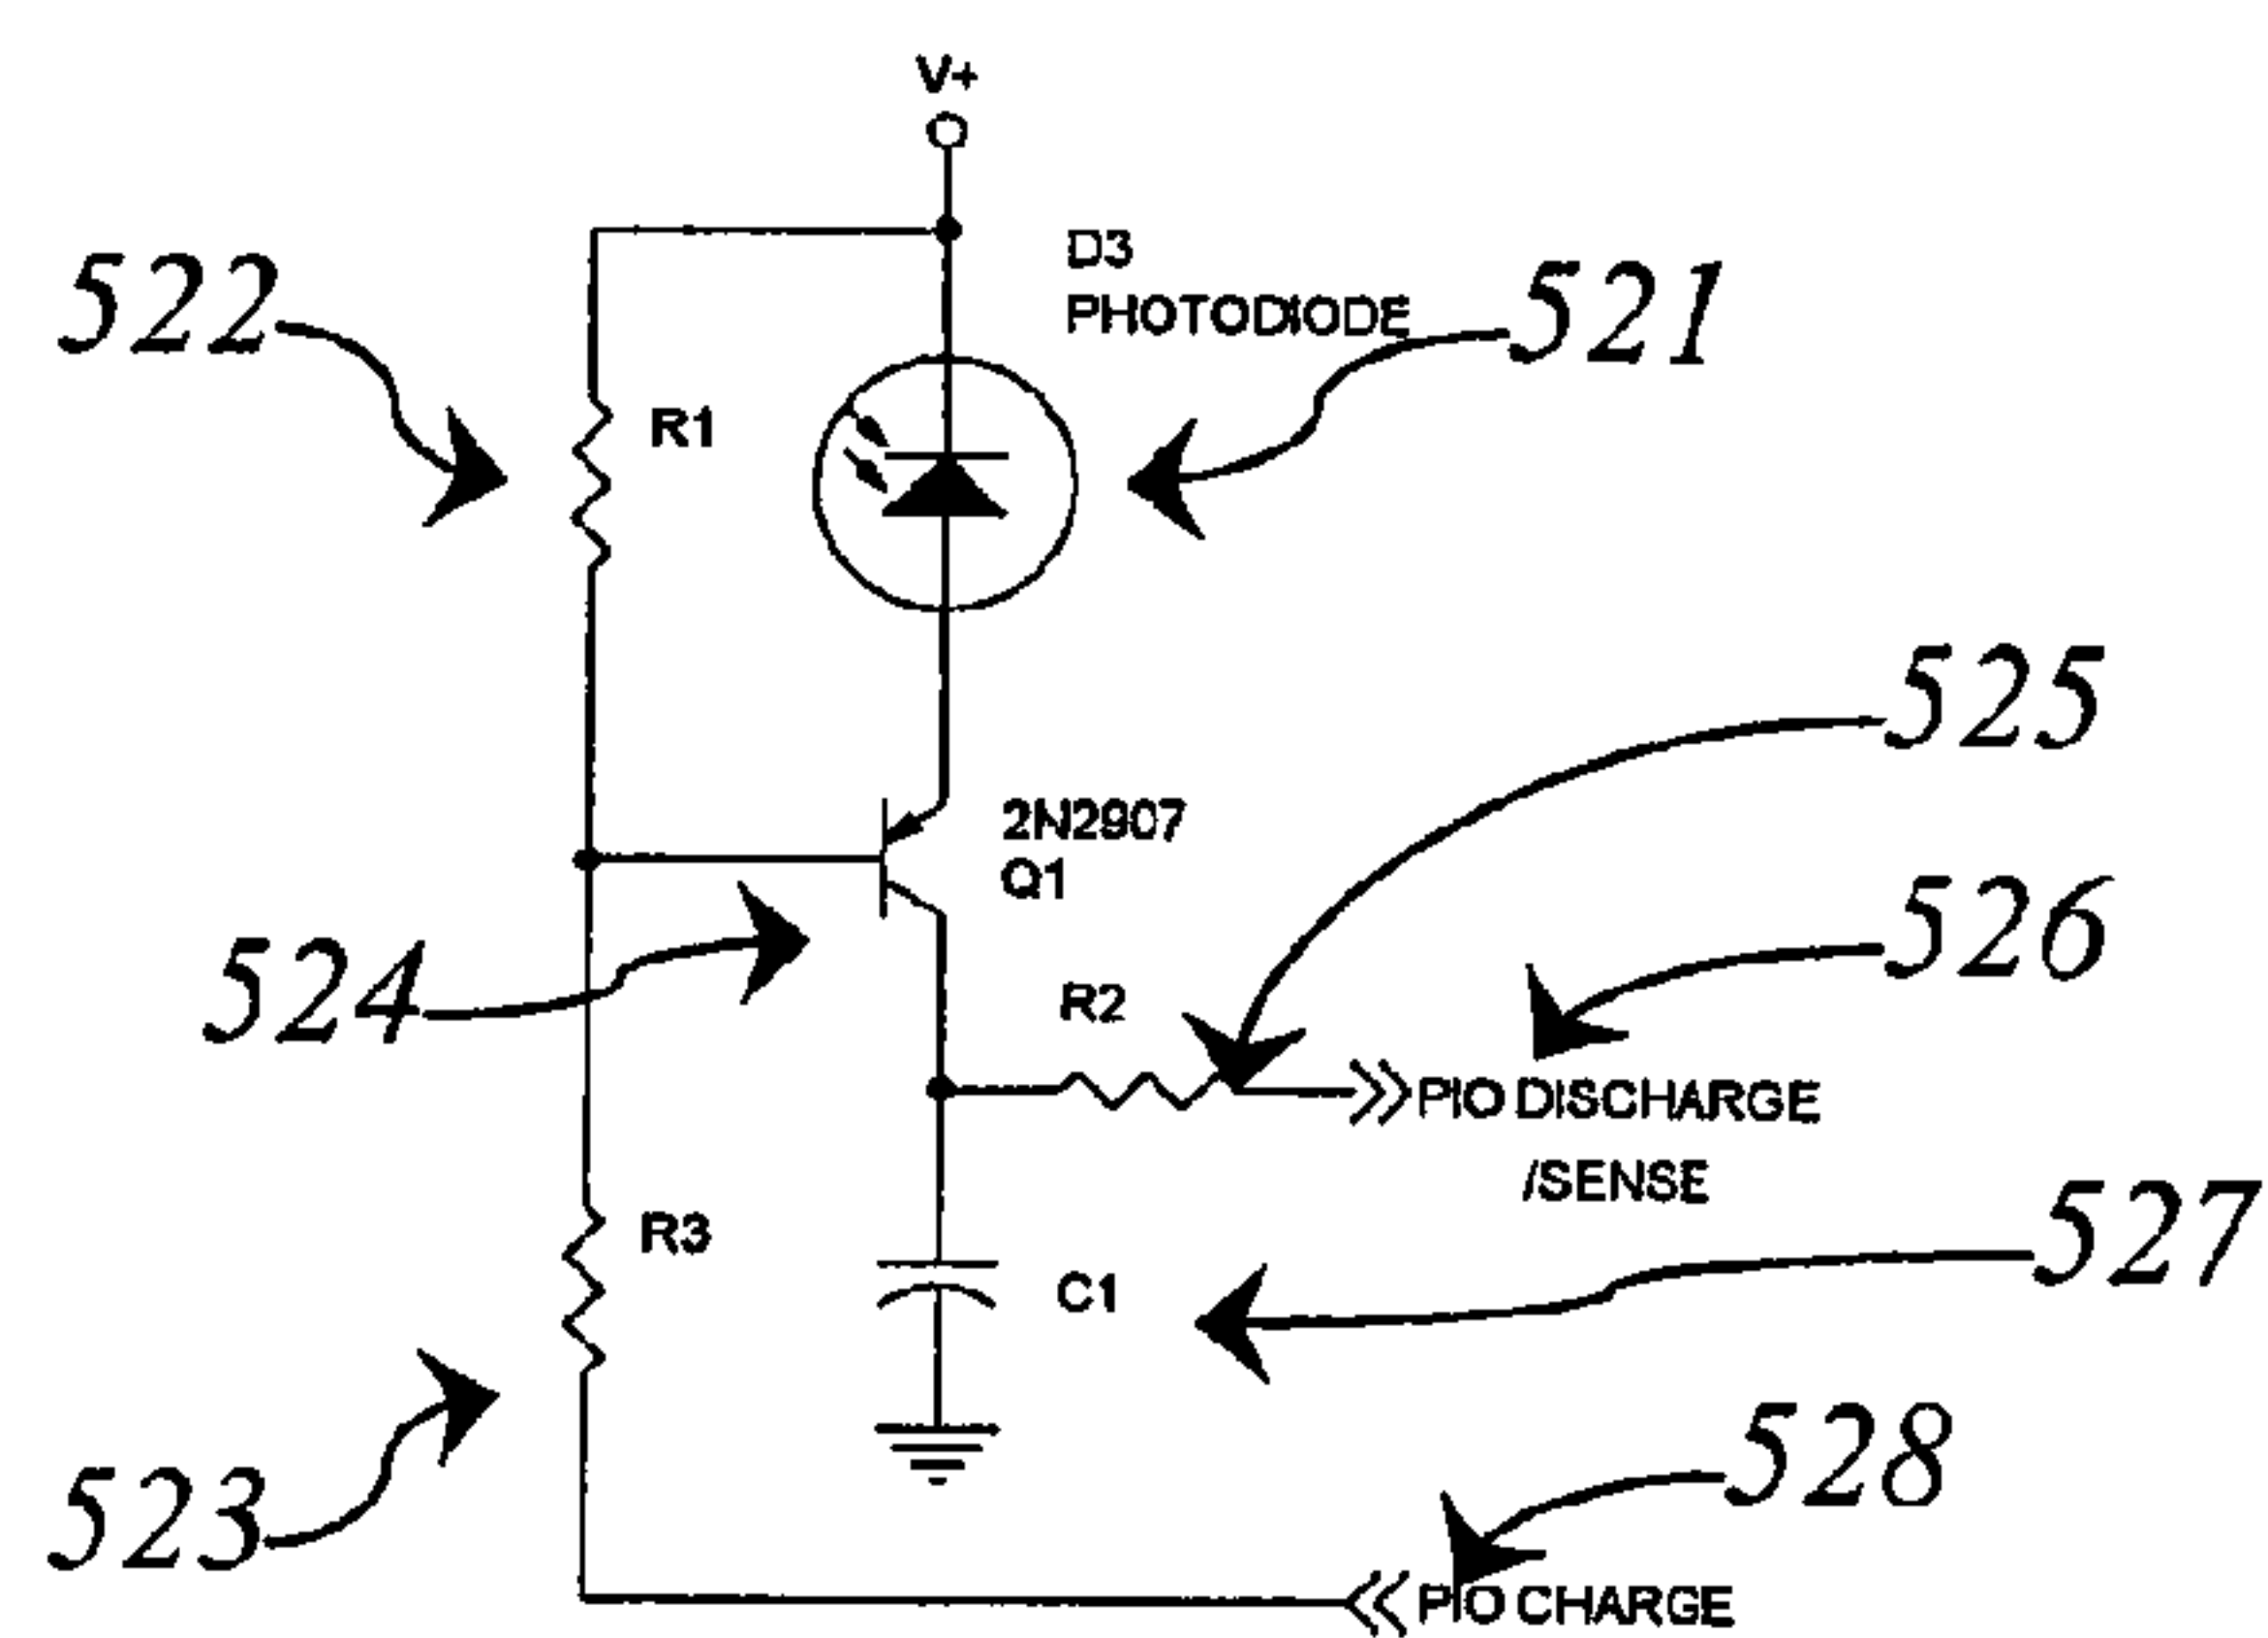 V+
D3
PHOTODIODE
522
521
R1
525
2N2907
Q1
526
524
R2
PIO DISCHARGE
/SENSE
527
R3
C1
528
523
PIO CHARGE